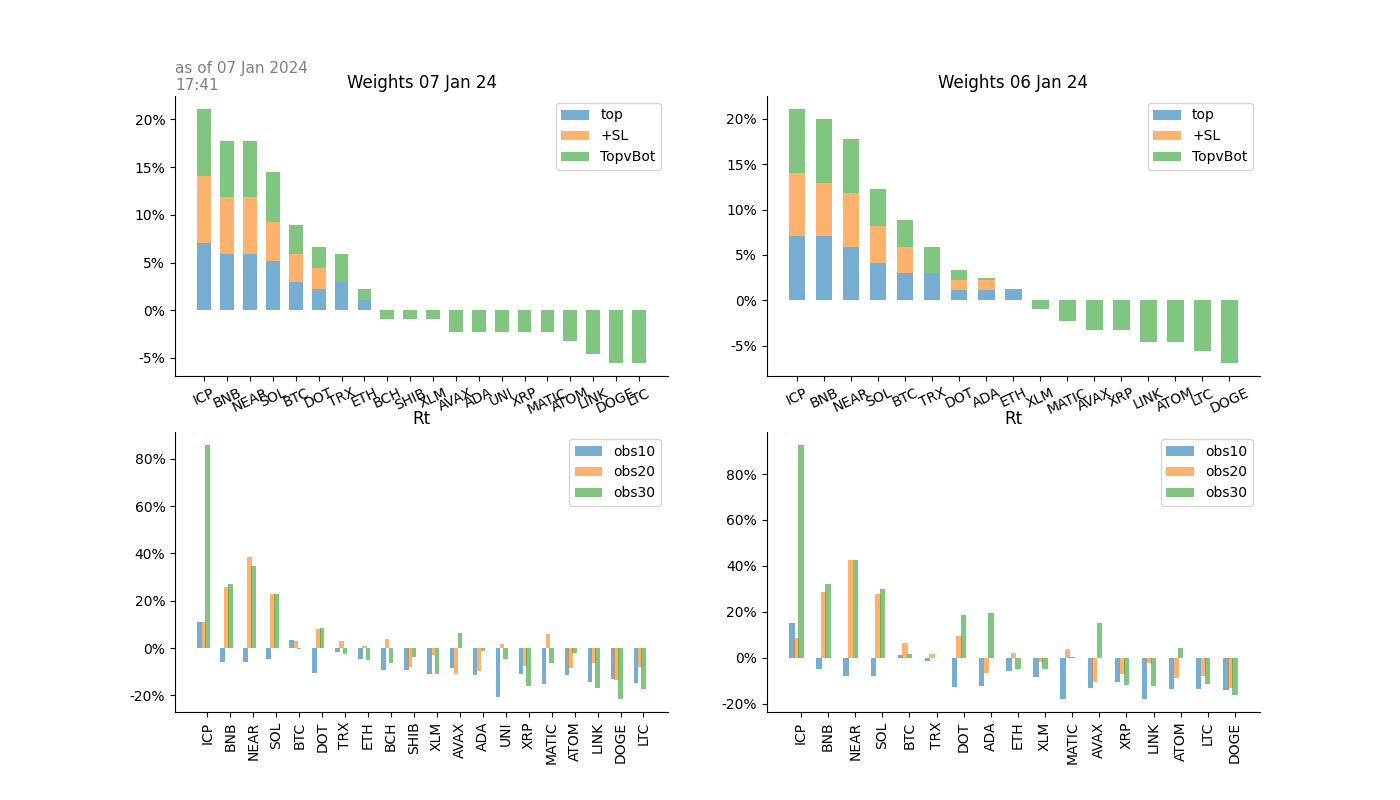 as of 07 Jan 2024
17:41
Weights 07 Jan 24
top
+SL
TopvBot
20%
15%
10%
5%
0%
-5%
ICP BNB NEAR SOL BTC DOT TRX ETH BCH SHIB XLM AVAX ADA UNI XRP MATIC ATOM LINK DOGE LTC
Weights 06 Jan 24
top
+SL
TopvBot
20%
15%
10%
5%
0%
-5%
ICP BNB NEAR SOL BTC TRX DOT ADA ETH XLM MATIC AVAX XRP LINK ATOM LTC DOGE
Rt
obs10
obs20
obs30
80%
60%
40%
20%
0%
-20%
ICP BNB NEAR SOL BTC DOT TRX ETH BCH SHIB XLM AVAX ADA UNI XRP MATIC ATOM LINK DOGE LTC
Rt
obs10
obs20
obs30
80%
60%
40%
20%
0%
-20%
ICP BNB NEAR SOL BTC TRX DOT ADA ETH XLM MATIC AVAX XRP LINK ATOM LTC DOGE